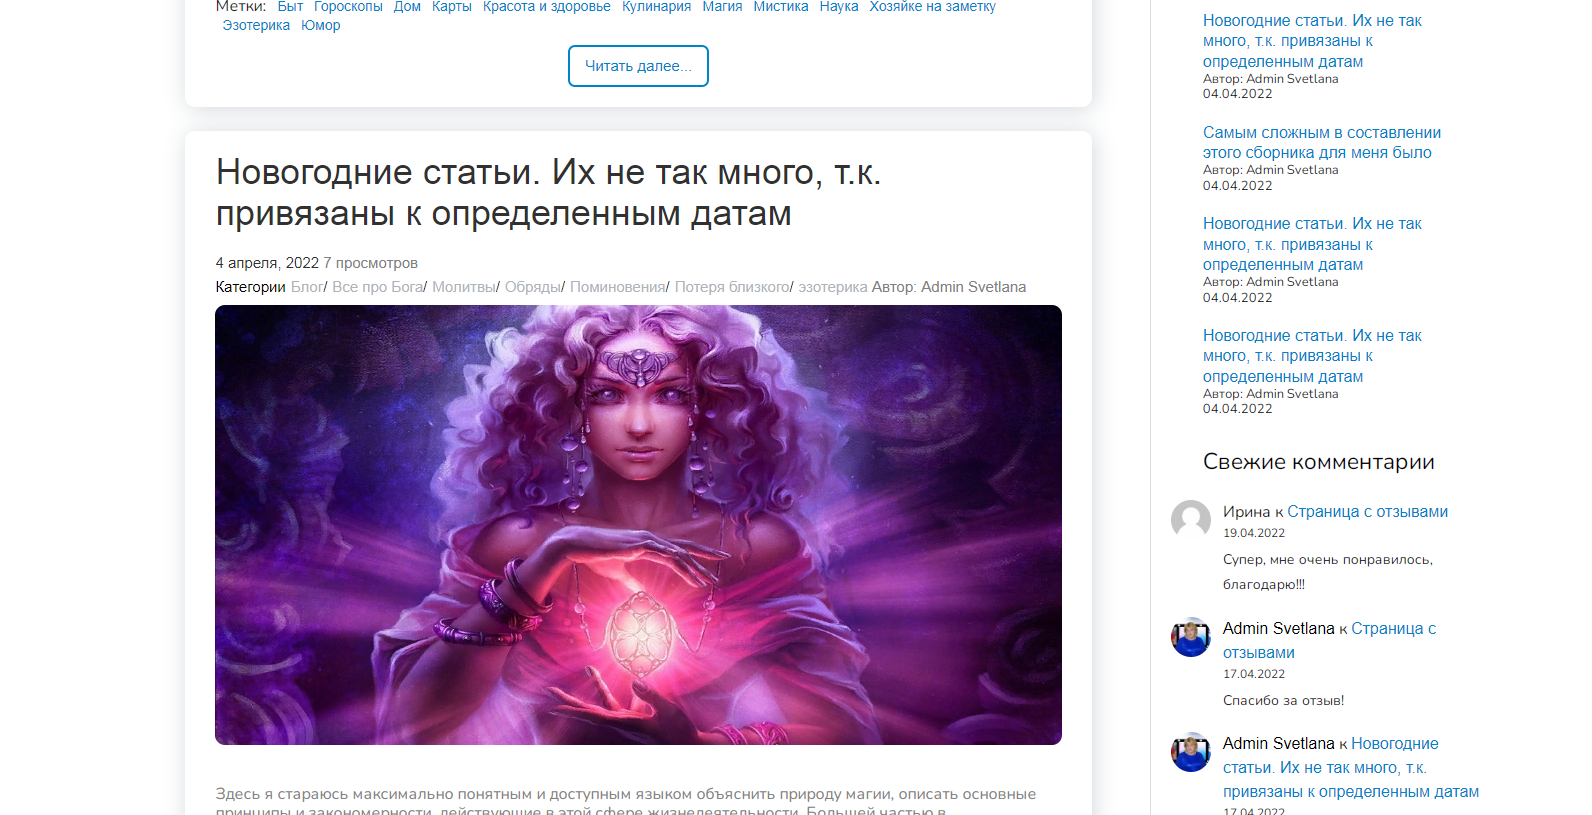 Метки: Быт Гороскопы Дом Карты Красота и здоровье Кулинария Магия Мистика Наука Хозяйке на заметку
Эзотерика Юмор
Читать далее...
Новогодние статьи. Их не так много, т.к.
привязаны к определенным датам
4 апреля, 2022 7 просмотров
Категории Блог/ Все про Бога/ Молитвы/ Обряды/ Поминовения/ Потеря близкого/ эзотерика Автор: Admin Svetlana
Здесь я стараюсь максимально понятным и доступным языком объяснить природу магии, описать основные
принципы и закономерности, действующие в этой сфере жизнедеятельности. Большей частью в
Новогодние статьи. Их не так
много, т.к. привязаны к
определенным датам
Автор: Admin Svetlana
04.04.2022
Самым сложным в составлении
этого сборника для меня было
Автор: Admin Svetlana
04.04.2022
Новогодние статьи. Их не так
много, т.к. привязаны к
определенным датам
Автор: Admin Svetlana
04.04.2022
Новогодние статьи. Их не так
много, т.к. привязаны к
определенным датам
Автор: Admin Svetlana
04.04.2022
Свежие комментарии
Ирина к Страница с отзывами
19.04.2022
Супер, мне очень понравилось,
благодарю!!!
Admin Svetlana к Страница с
отзывами
17.04.2022
Спасибо за отзыв!
Admin Svetlana к Новогодние
статьи. Их не так много, т.к.
привязаны к определенным датам
17.04.2022